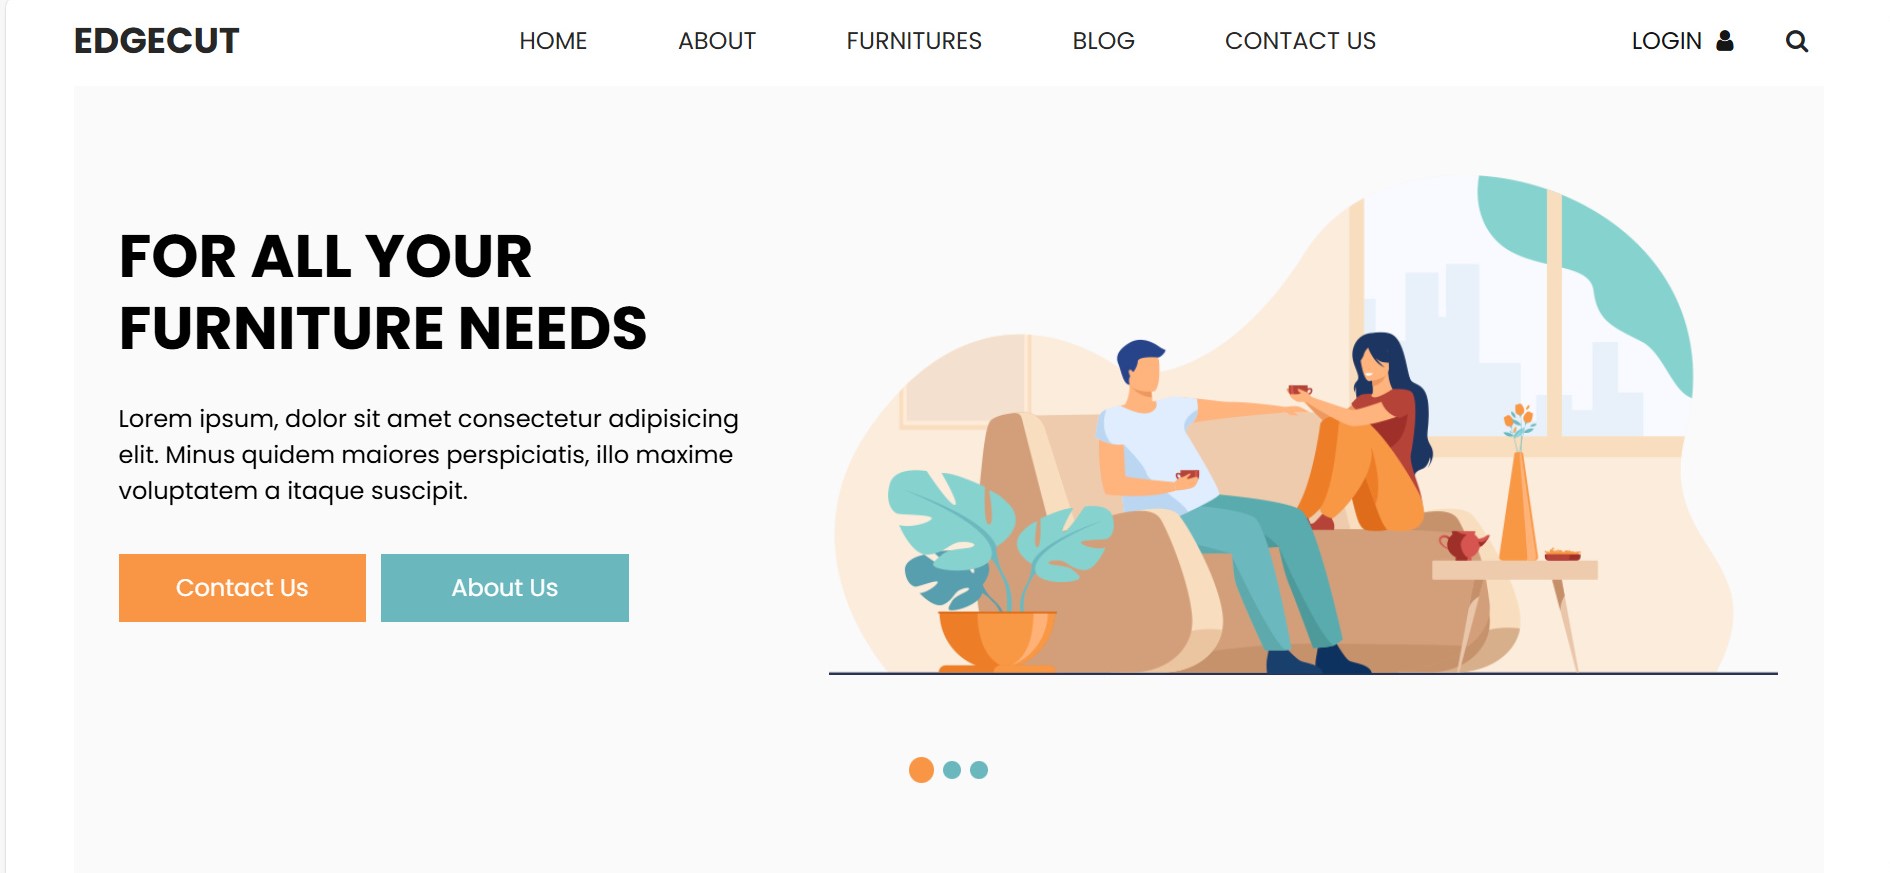 EDGECUT
HOME
ABOUT
FURNITURES
BLOG
CONTACT US
LOGIN
FOR ALL YOUR
FURNITURE NEEDS
Lorem ipsum, dolor sit amet consectetur adipisicing
elit. Minus quidem maiores perspiciatis, illo maxime
voluptatem a itaque suscipit.
Contact Us
About Us